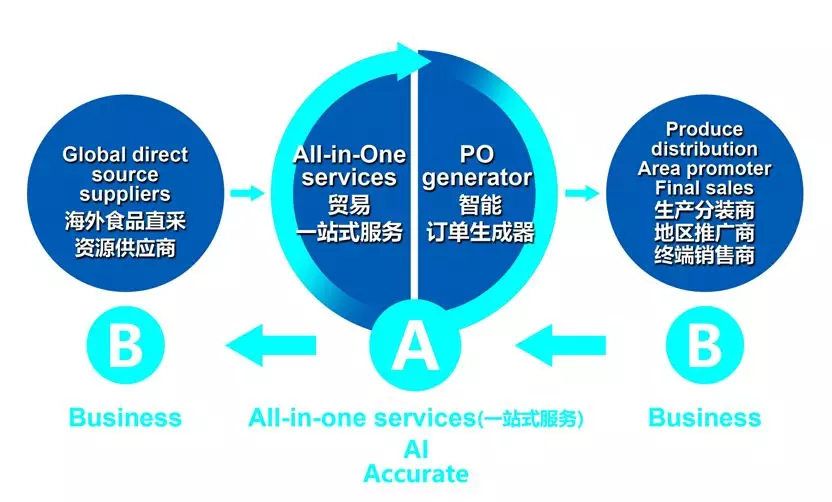 Global direct
source
suppliers
海外食品直采
资源供应商
All-in-One
services
贸易
一站式服务
PO
generator
智能
订单生成器
Produce
distribution
Area promoter
Final sales
生产分装商
地区推广商
终端销售商
B
A
B
Business
All-in-one services(一站式服务)
Business
AI
Accurate